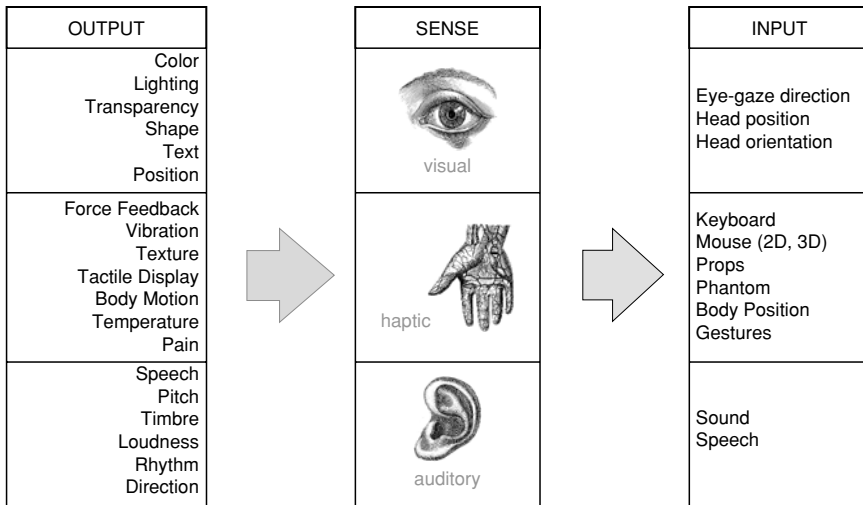 OUTPUT
Color
Lighting
Transparency
Shape
Text
Position
Force Feedback
Vibration
Texture
Tactile Display
Body Motion
Temperature
Pain
Speech
Pitch
Timbre
Loudness
Rhythm
Direction
SENSE
visual
haptic
auditory
INPUT
Eye-gaze direction
Head position
Head orientation
Keyboard
Mouse (2D, 3D)
Props
Phantom
Body Position
Gestures
Sound
Speech